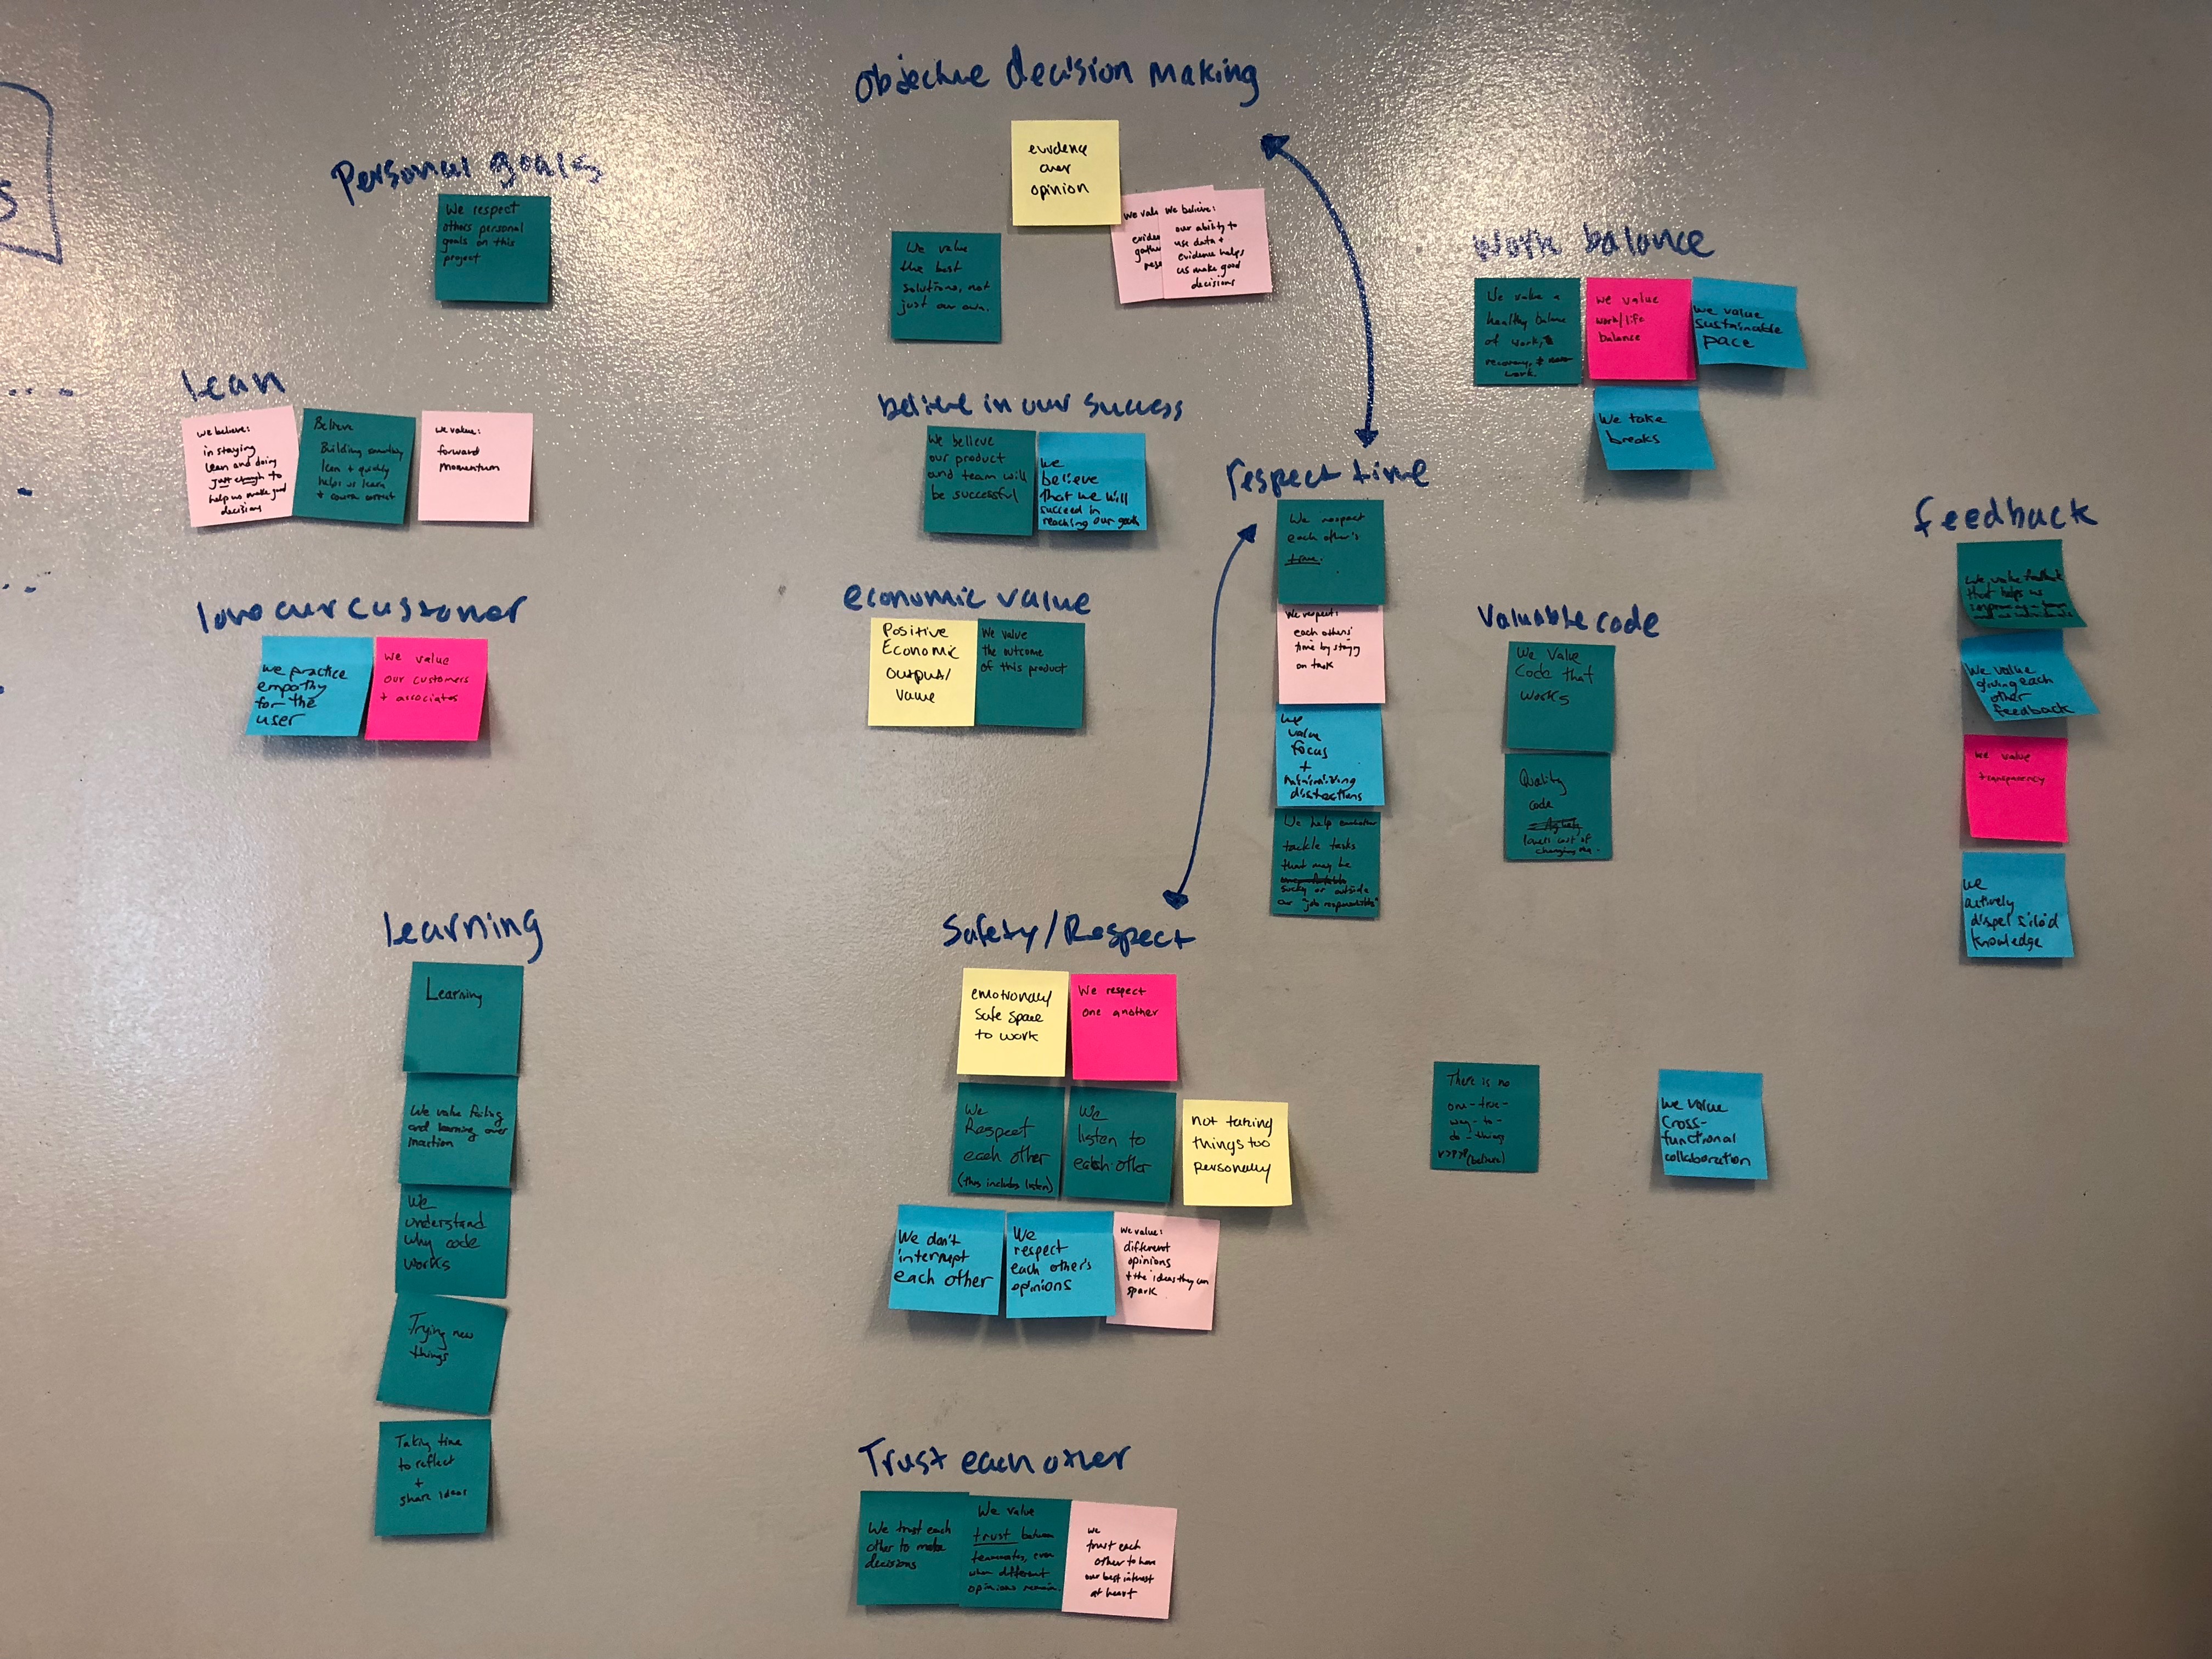 S
Objective decision making
evidence
over
opinion
We value
the best
solutions, not
just our own.
we value
eviden
gather
We believe:
our ability to
use data +
evidence helps
us make good
decisions
Personal goals
We respect
others personal
goals on this
project
Work balance
We value a
healthy balance
of work,
recovery, +
work.
we value
work/life
balance
we value
sustainable
pace
We take
breaks
Lean
we believe:
in staying
lean and doing
just enough to
help us make good
decisions
Believe
Building smartly
lean + quickly
helps us learn
+ course correct
we value:
forward
momentum
believe in our success
We believe
our product
and team will
be successful
We
believe
that we will
succeed in
reaching our goals
respect time
We respect
each other's
time.
We respect:
each others'
time by staying
on task
We
value
focus
+
minimizing
distractions
We help eachother
tackle tasks
that may be
sucky or outside
our "job responsibilities"
feedback
We value feedback
that helps us
improving a team
and as individuals
We value
giving each
other
feedback
we value
transparency
we
actively
dispel silo'd
knowledge
love our customer
we practice
empathy
for the
user
we value
our customers
+ associates
economic value
Positive
Economic
output/
Value
We value
the outcome
of this product
Valuable code
We Value
Code that
works
Quality
code
lowers cost of
changing
Learning
Learning
We value failing
and learning over
inaction
We
understand
why code
works
Trying new
things
Taking time
to reflect
+
share ideas
Safety/Respect
emotionally
safe space
to work
We respect
one another
We
Respect
each other
(this includes listen)
We
listen to
each other
not taking
things too
personally
We don't
interrupt
each other
We
respect
each other's
opinions
We value:
different
opinions
+ the ideas they can
spark
There is no
one-true-
way-to-
do-things
(believe)
we value
Cross-
functional
collaboration
Trust each other
We trust each
other to make
decisions
We value
trust between
teammates, even
when different
opinions remain.
we
trust each
other to have
our best interest
at heart